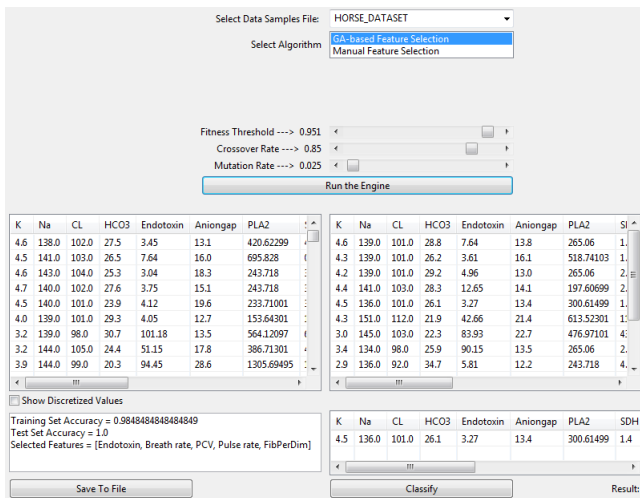 Select Data Samples File: HORSE_DATASET
Select Algorithm
GA-based Feature Selection
Manual Feature Selection
Fitness Threshold ---> 0.951
Crossover Rate ---> 0.85
Mutation Rate ---> 0.025
Run the Engine
K Na CL HCO3 Endotoxin Aniongap PLA2
4.6 138.0 102.0 27.5 3.45 13.1 420.62299
4.5 141.0 103.0 26.5 7.64 16.0 695.828
4.6 143.0 104.0 25.3 3.04 18.3 243.718
4.7 140.0 102.0 27.6 3.75 15.1 243.718
4.5 140.0 101.0 23.9 4.12 19.6 233.71001
4.0 139.0 101.0 29.3 4.05 12.7 153.64301
3.2 139.0 98.0 30.7 101.18 13.5 564.12097
3.2 144.0 105.0 24.4 51.15 17.8 386.71301
3.9 144.0 99.0 20.3 94.45 28.6 1305.69495
Show Discretized Values
Training Set Accuracy = 0.9848484848484849
Test Set Accuracy = 1.0
Selected Features = [Endotoxin, Breath rate, PCV, Pulse rate, FibPerDim]
Save To File
K Na CL HCO3 Endotoxin Aniongap PLA2 SD
4.6 139.0 101.0 28.8 7.64 13.8 265.06 1.
4.3 139.0 101.0 26.2 3.61 16.1 518.74103 1.
4.2 139.0 101.0 29.2 4.96 13.0 265.06 2.
4.4 141.0 103.0 28.3 12.65 14.1 197.60699 2.
4.5 136.0 101.0 26.1 3.27 13.4 300.61499 1.
4.3 151.0 112.0 21.9 42.66 21.4 613.52301 1
3.0 145.0 103.0 22.3 83.93 22.7 476.97101 4
3.4 134.0 98.0 25.9 90.15 13.5 265.06 2.
2.9 136.0 92.0 34.7 5.81 12.2 243.718 4.
K Na CL HCO3 Endotoxin Aniongap PLA2 SDH
4.5 136.0 101.0 26.1 3.27 13.4 300.61499 1.4
Classify
Result: